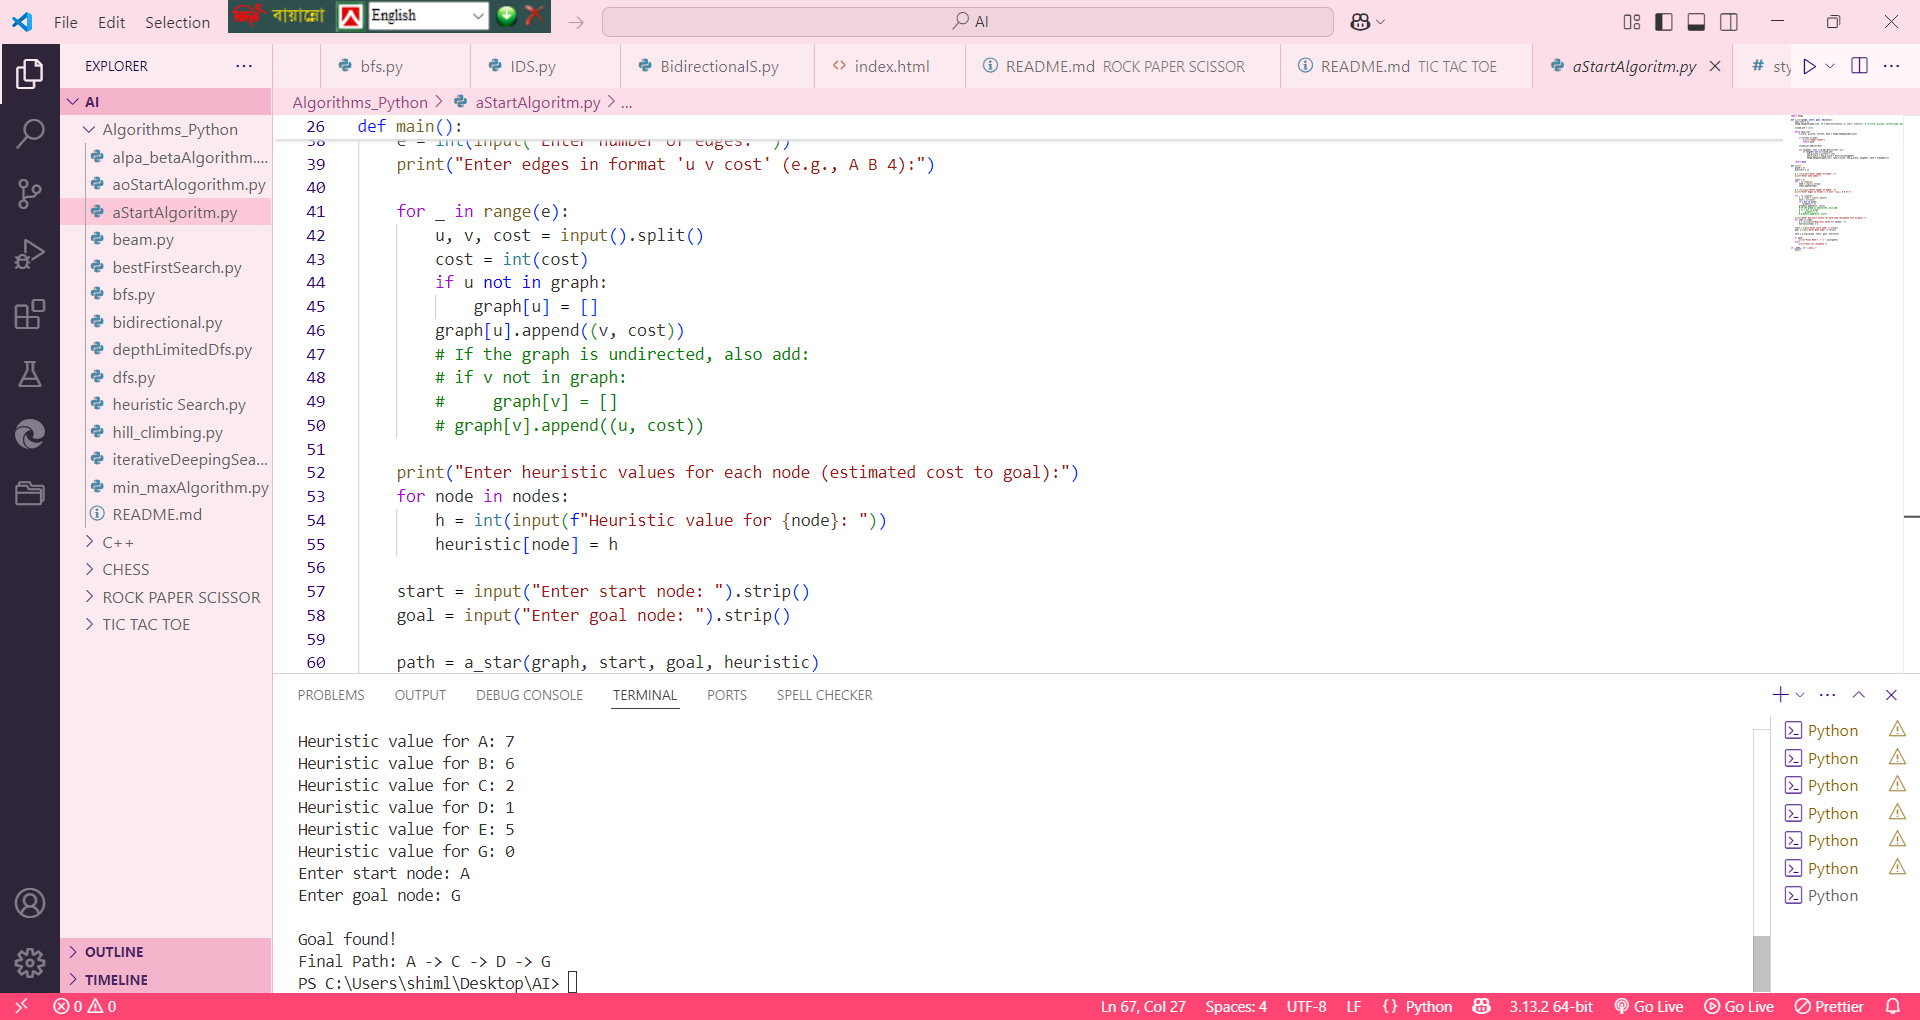 File Edit Selection বায়ান্নো English AI
EXPLORER
AI
Algorithms_Python
alpa_betaAlgorithm....
aoStartAlogorithm.py
aStartAlgoritm.py
beam.py
bestFirstSearch.py
bfs.py
bidirectional.py
depthLimitedDfs.py
dfs.py
heuristic Search.py
hill_climbing.py
iterativeDeepingSea...
min_maxAlgorithm.py
README.md
C++
CHESS
ROCK PAPER SCISSOR
TIC TAC TOE
OUTLINE
TIMELINE
bfs.py IDS.py BidirectionalS.py index.html README.md ROCK PAPER SCISSOR README.md TIC TAC TOE aStartAlgoritm.py sty
Algorithms_Python > aStartAlgoritm.py > ...
26 def main():
38 e = int(input("Enter number of edges: "))
39 print("Enter edges in format 'u v cost' (e.g., A B 4):")
40
41 for _ in range(e):
42 u, v, cost = input().split()
43 cost = int(cost)
44 if u not in graph:
45 graph[u] = []
46 graph[u].append((v, cost))
47 # If the graph is undirected, also add:
48 # if v not in graph:
49 #     graph[v] = []
50 # graph[v].append((u, cost))
51
52 print("Enter heuristic values for each node (estimated cost to goal):")
53 for node in nodes:
54 h = int(input(f"Heuristic value for {node}: "))
55 heuristic[node] = h
56
57 start = input("Enter start node: ").strip()
58 goal = input("Enter goal node: ").strip()
59
60 path = a_star(graph, start, goal, heuristic)
PROBLEMS OUTPUT DEBUG CONSOLE TERMINAL PORTS SPELL CHECKER
Heuristic value for A: 7
Heuristic value for B: 6
Heuristic value for C: 2
Heuristic value for D: 1
Heuristic value for E: 5
Heuristic value for G: 0
Enter start node: A
Enter goal node: G
Goal found!
Final Path: A -> C -> D -> G
PS C:\Users\shiml\Desktop\AI>
Python
Python
Python
Python
Python
Python
Python
0 0 Ln 67, Col 27 Spaces: 4 UTF-8 LF {} Python 3.13.2 64-bit Go Live Go Live Prettier